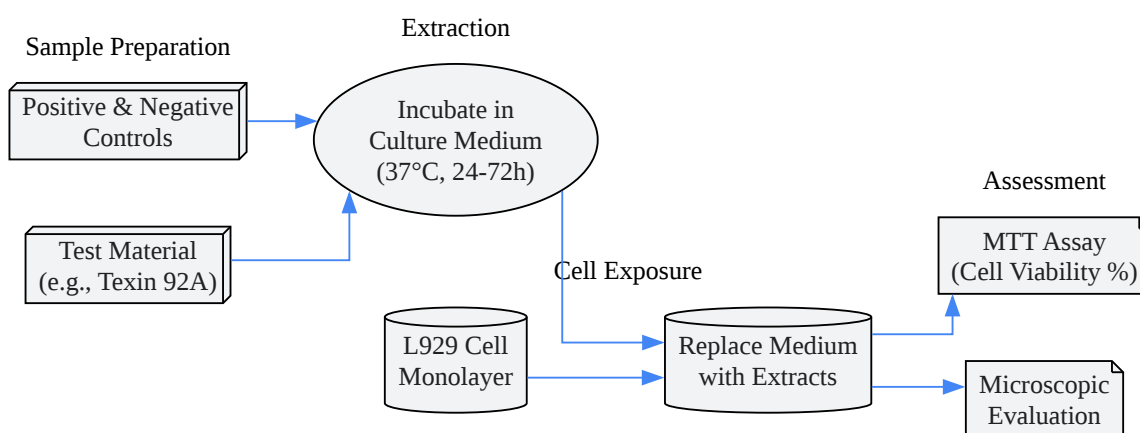 Sample Preparation
Positive & Negative
Controls
Test Material
(e.g., Texin 92A)
Extraction
Incubate in
Culture Medium
(37°C, 24-72h)
Cell Exposure
L929 Cell
Monolayer
Replace Medium
with Extracts
Assessment
MTT Assay
(Cell Viability %)
Microscopic
Evaluation